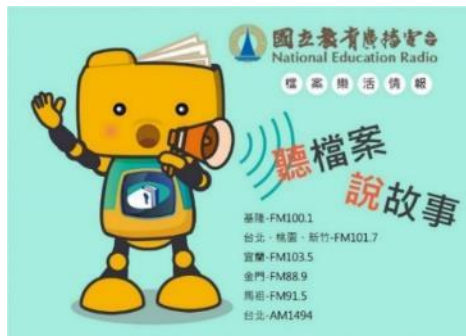 國立教育廣播電台
National Education Radio
檔案樂活情報
聽檔案
說故事
基隆-FM100.1
台北、桃園、新竹-FM101.7
宜蘭-FM103.5
金門-FM88.9
馬祖-FM91.5
台北-AM1494